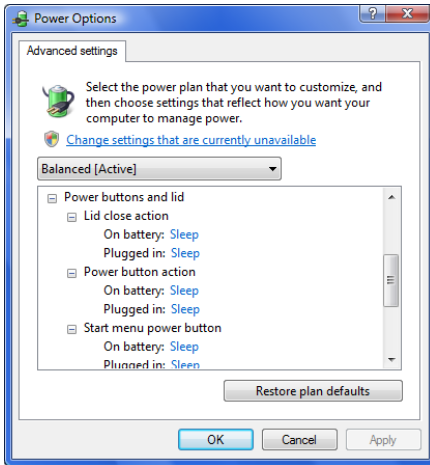 Power Options
Advanced settings
Select the power plan that you want to customize, and
then choose settings that reflect how you want your
computer to manage power.
Change settings that are currently unavailable
Balanced [Active]
Power buttons and lid
Lid close action
On battery: Sleep
Plugged in: Sleep
Power button action
On battery: Sleep
Plugged in: Sleep
Start menu power button
On battery: Sleep
Plugged in: Sleep
Restore plan defaults
OK Cancel Apply